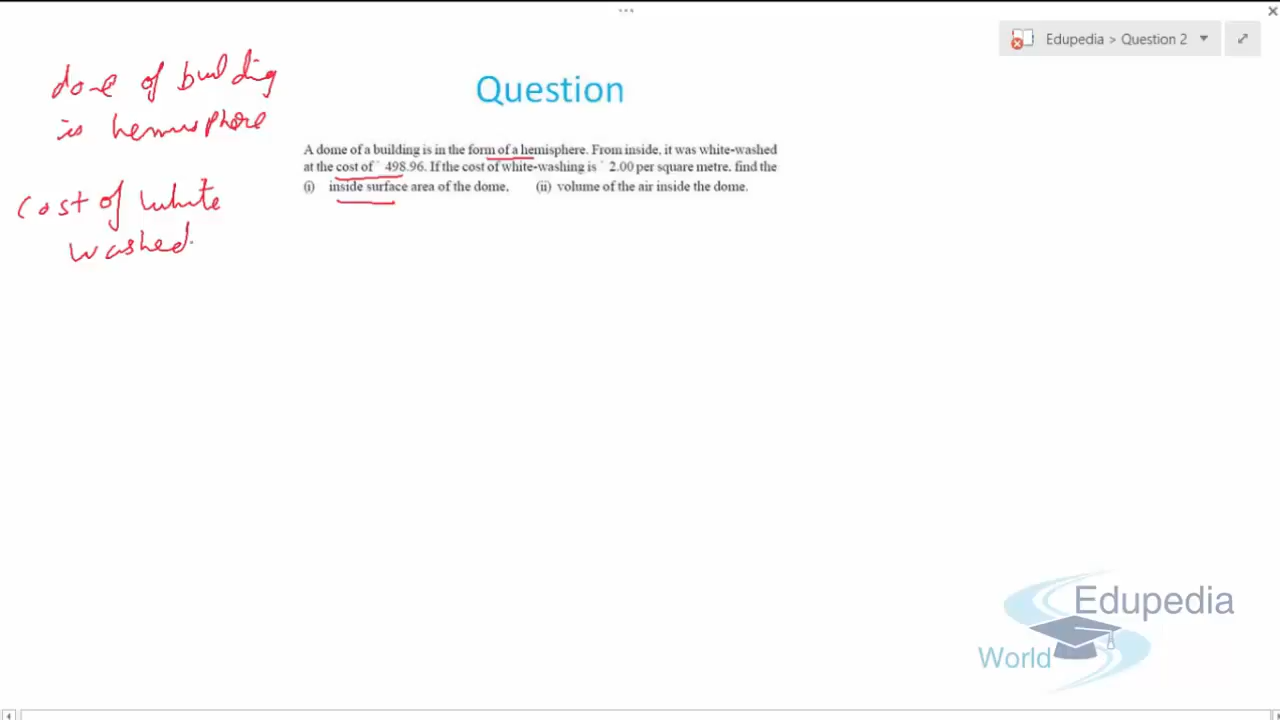 Edupedia > Question 2
dome of building
is hemisphere
Question
A dome of a building is in the form of a hemisphere. From inside, it was white-washed
at the cost of ` 498.96. If the cost of white-washing is ` 2.00 per square metre, find the
(i) inside surface area of the dome, (ii) volume of the air inside the dome.
cost of white
washed.
Edupedia
World